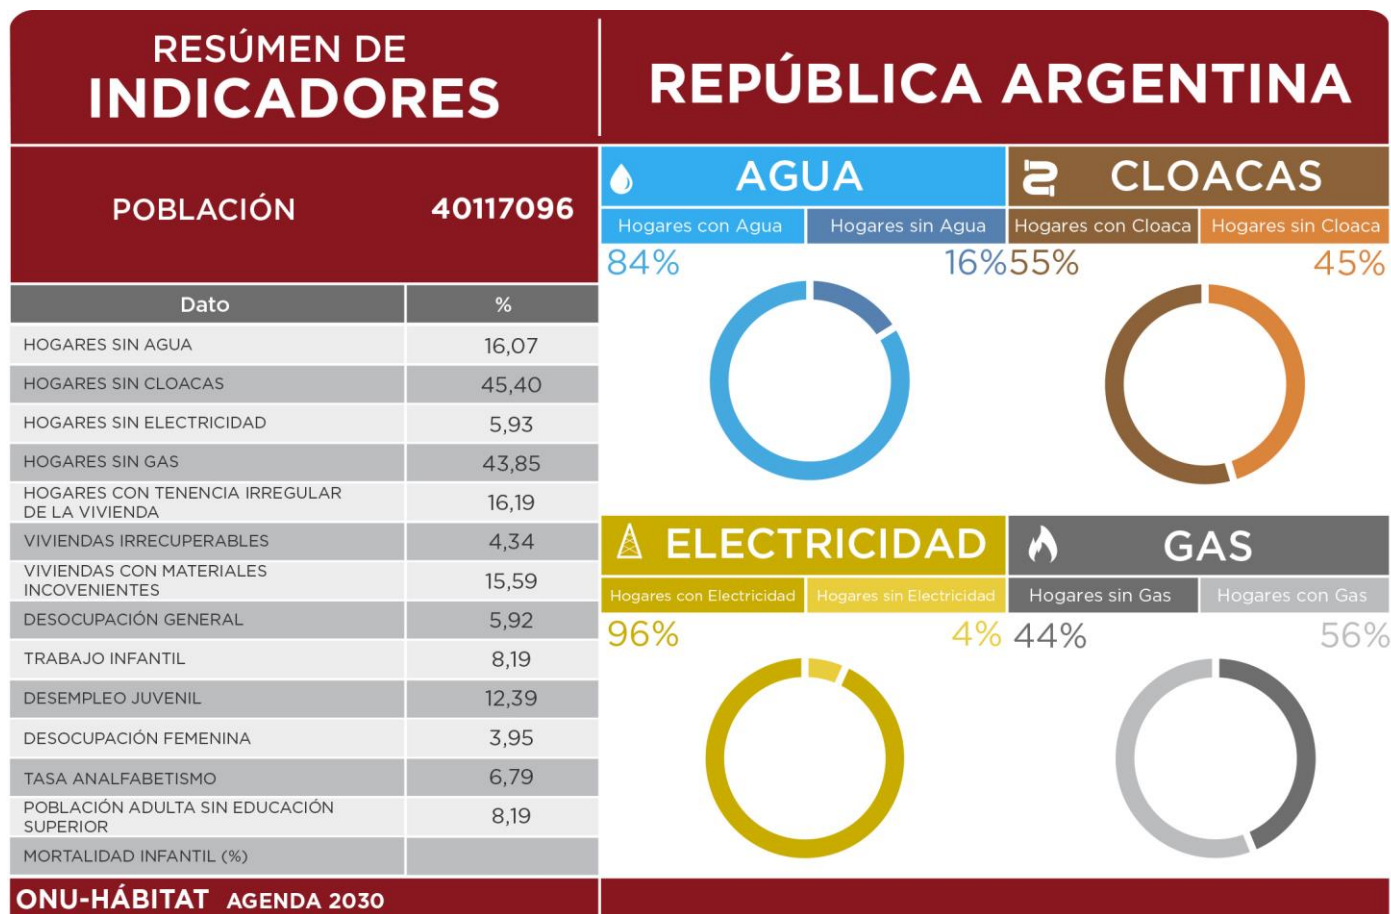 RESÚMEN DE
INDICADORES
REPÚBLICA ARGENTINA
POBLACIÓN 40117096
Dato %
HOGARES SIN AGUA 16,07
HOGARES SIN CLOACAS 45,40
HOGARES SIN ELECTRICIDAD 5,93
HOGARES SIN GAS 43,85
HOGARES CON TENENCIA IRREGULAR
DE LA VIVIENDA 16,19
VIVIENDAS IRRECUPERABLES 4,34
VIVIENDAS CON MATERIALES
INCOVENIENTES 15,59
DESOCUPACIÓN GENERAL 5,92
TRABAJO INFANTIL 8,19
DESEMPLEO JUVENIL 12,39
DESOCUPACIÓN FEMENINA 3,95
TASA ANALFABETISMO 6,79
POBLACIÓN ADULTA SIN EDUCACIÓN
SUPERIOR 8,19
MORTALIDAD INFANTIL (%)
ONU-HÁBITAT AGENDA 2030
AGUA
Hogares con Agua Hogares sin Agua
84% 16%
CLOACAS
Hogares con Cloaca Hogares sin Cloaca
55% 45%
ELECTRICIDAD
Hogares con Electricidad Hogares sin Electricidad
96% 4%
GAS
Hogares sin Gas Hogares con Gas
44% 56%